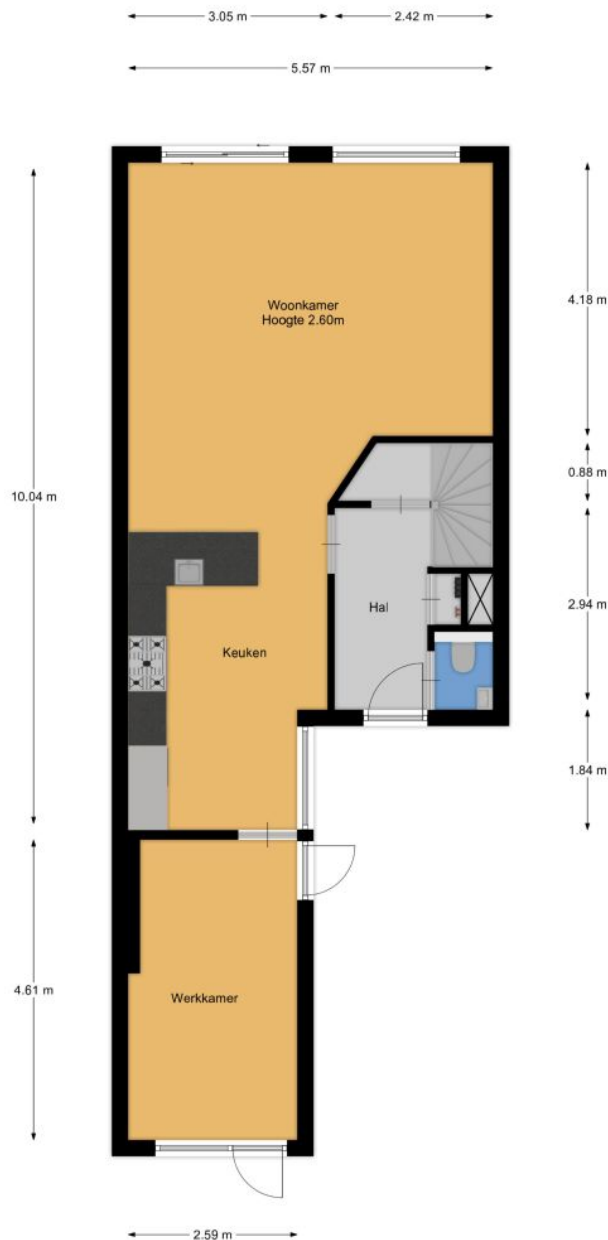 3.05 m 2.42 m
5.57 m
4.18 m
Woonkamer
Hoogte 2.60m
0.88 m
10.04 m
2.94 m
Hal
Keuken
1.84 m
4.61 m
Werkkamer
2.59 m